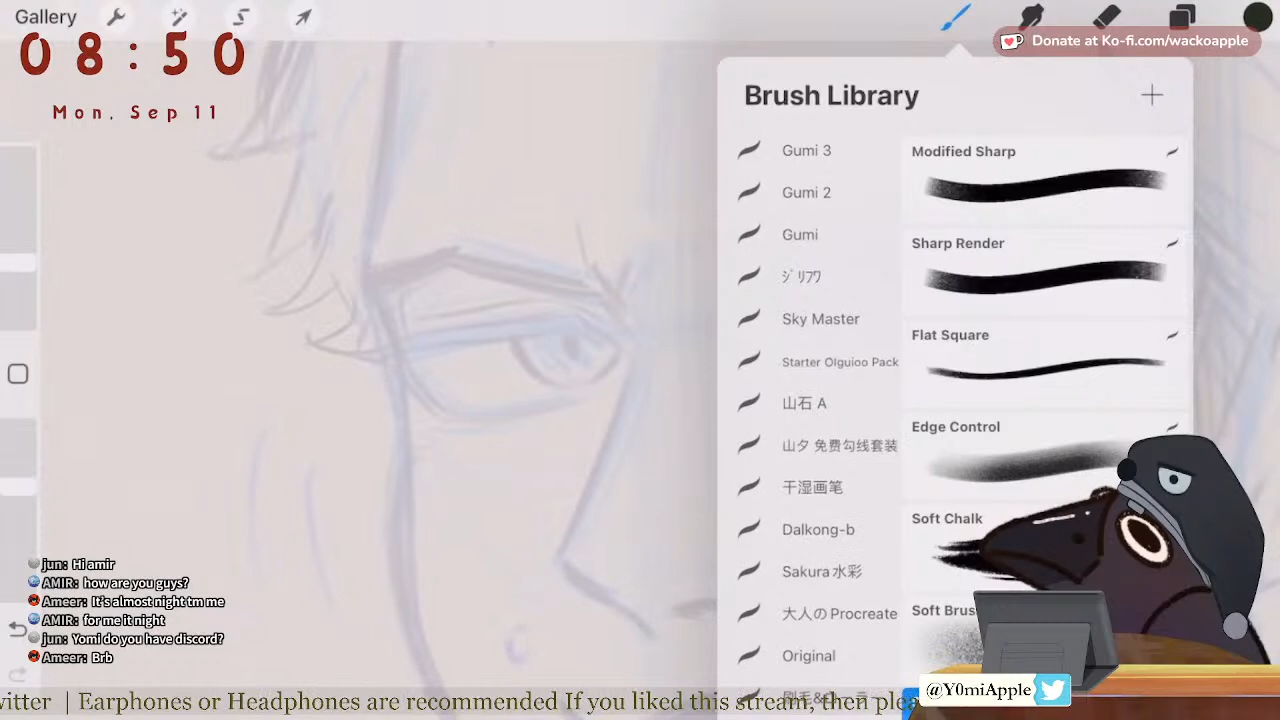 Gallery
08:50
Mon, Sep 11
Donate at Ko-fi.com/wackoapple
Brush Library
Gumi 3
Gumi 2
Gumi
ｼﾞﾘｱﾜ
Sky Master
Starter Olguioo Pack
山石 A
山夕 免费勾线套装
干湿画笔
Dalkong-b
Sakura 水彩
大人の Procreate
Original
Modified Sharp
Sharp Render
Flat Square
Edge Control
Soft Chalk
Soft Brus
jun: Hi amir
AMIR: how are you guys?
Ameer: It's almost night tm me
AMIR: for me it night
jun: Yomi do you have discord?
Ameer: Brb
@Y0miApple
witter | Earphones or Headphones are recommended If you liked this stream, then plea